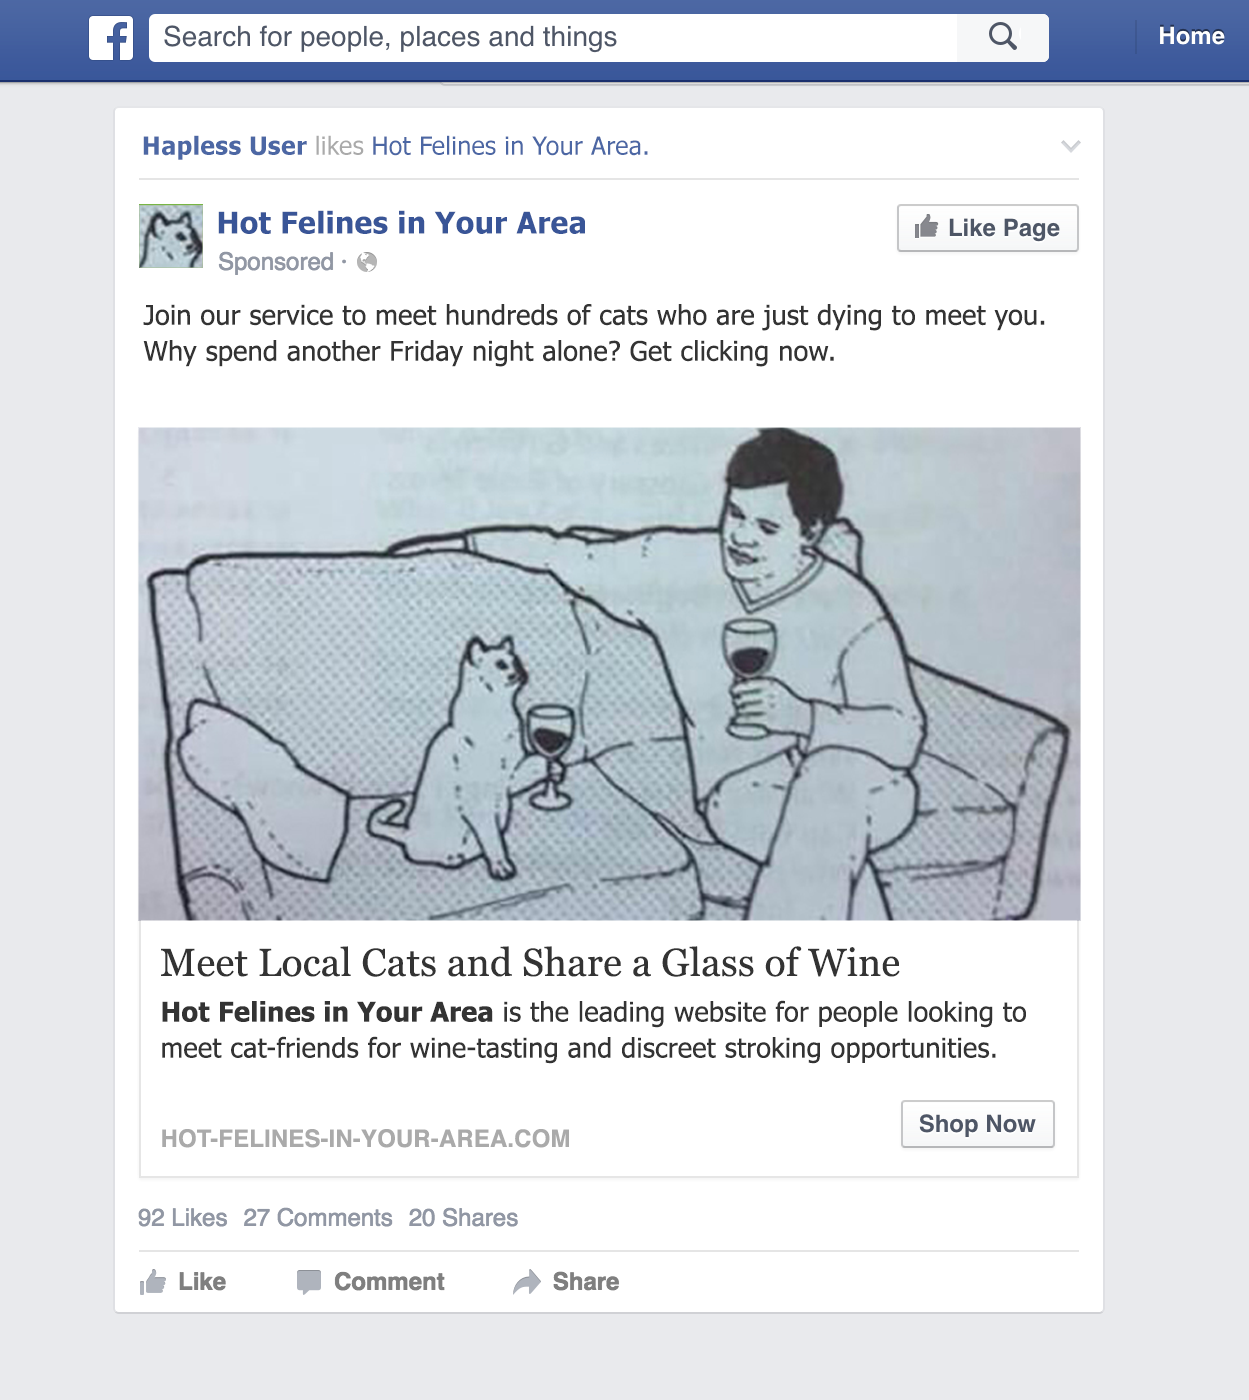 Search for people, places and things
Home
Hapless User likes Hot Felines in Your Area.
Hot Felines in Your Area
Like Page
Sponsored ·
Join our service to meet hundreds of cats who are just dying to meet you.
Why spend another Friday night alone? Get clicking now.
Meet Local Cats and Share a Glass of Wine
Hot Felines in Your Area is the leading website for people looking to
meet cat-friends for wine-tasting and discreet stroking opportunities.
Shop Now
HOT-FELINES-IN-YOUR-AREA.COM
92 Likes 27 Comments 20 Shares
Like Comment Share